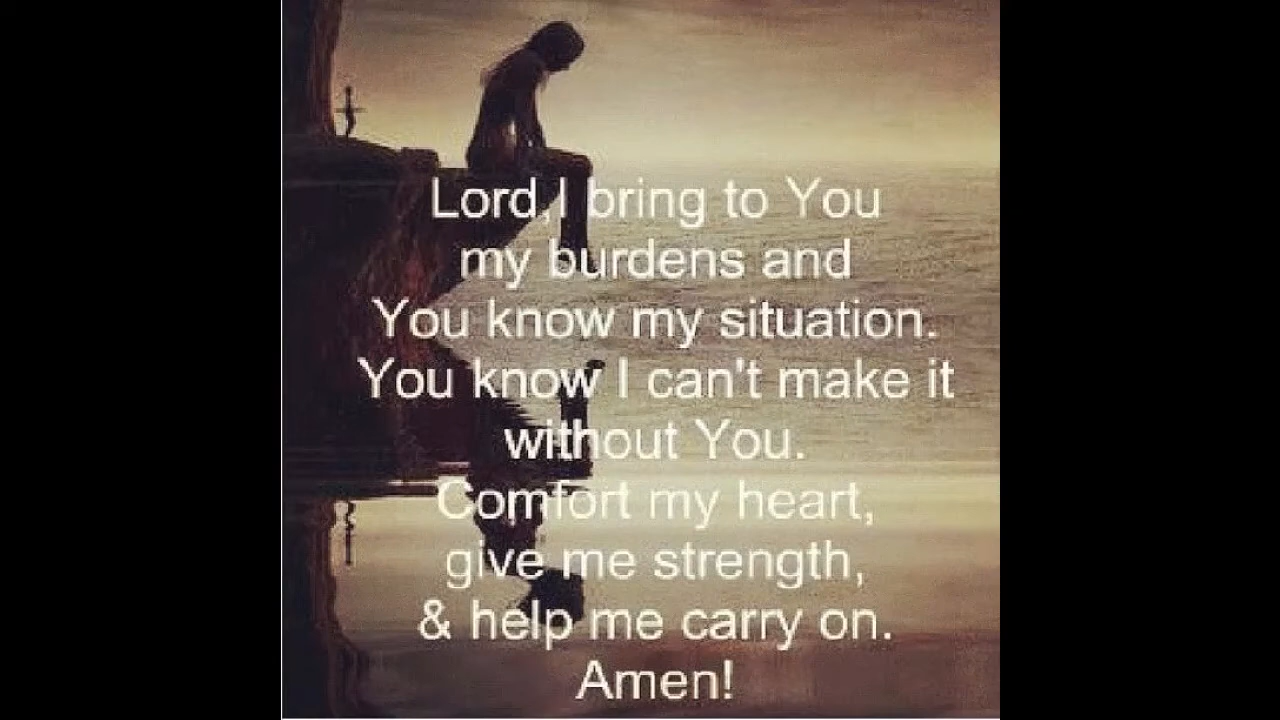 Lord,I bring to You
my burdens and
You know my situation.
You know I can't make it
without You.
Comfort my heart,
give me strength,
& help me carry on.
Amen!